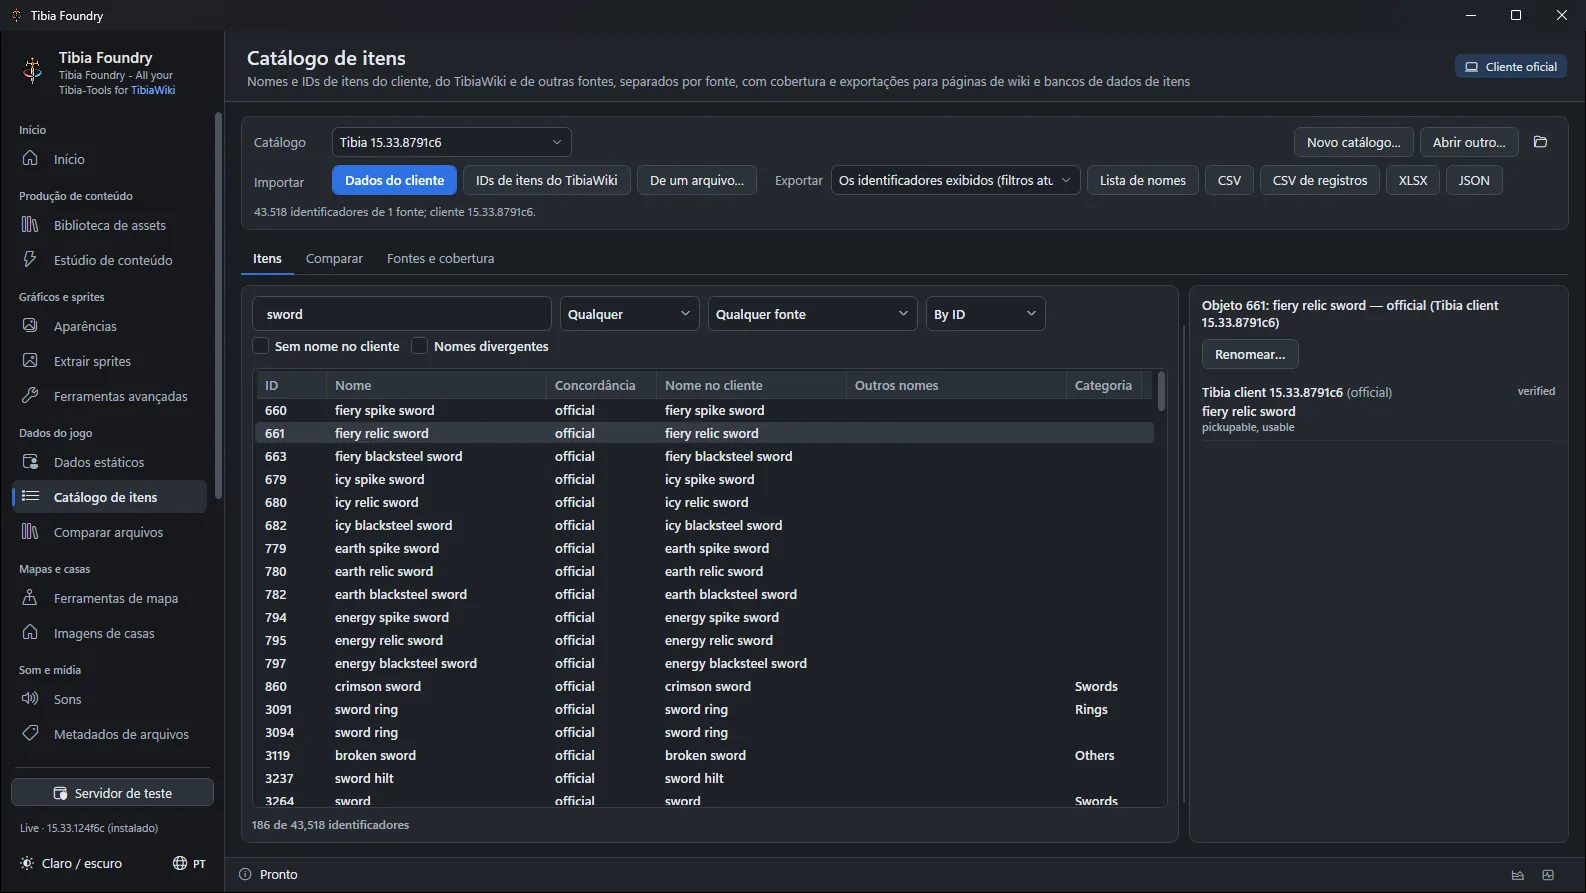 Tibia Foundry
Tibia Foundry
Tibia Foundry - All your
Tibia-Tools for TibiaWiki
Início
Início
Produção de conteúdo
Biblioteca de assets
Estúdio de conteúdo
Gráficos e sprites
Aparências
Extrair sprites
Ferramentas avançadas
Dados do jogo
Dados estáticos
Catálogo de itens
Comparar arquivos
Mapas e casas
Ferramentas de mapa
Imagens de casas
Som e mídia
Sons
Metadados de arquivos
Servidor de teste
Live · 15.33.124f6c (instalado)
Claro / escuro PT
Catálogo de itens
Nomes e IDs de itens do cliente, do TibiaWiki e de outras fontes, separados por fonte, com cobertura e exportações para páginas de wiki e bancos de dados de itens
Cliente oficial
Catálogo Tibia 15.33.8791c6 Novo catálogo... Abrir outro...
Importar Dados do cliente IDs de itens do TibiaWiki De um arquivo... Exportar Os identificadores exibidos (filtros atu Lista de nomes CSV CSV de registros XLSX JSON
43.518 identificadores de 1 fonte; cliente 15.33.8791c6.
Itens Comparar Fontes e cobertura
sword Qualquer Qualquer fonte By ID
Sem nome no cliente Nomes divergentes
ID Nome Concordância Nome no cliente Outros nomes Categoria
660 fiery spike sword official fiery spike sword
661 fiery relic sword official fiery relic sword
663 fiery blacksteel sword official fiery blacksteel sword
679 icy spike sword official icy spike sword
680 icy relic sword official icy relic sword
682 icy blacksteel sword official icy blacksteel sword
779 earth spike sword official earth spike sword
780 earth relic sword official earth relic sword
782 earth blacksteel sword official earth blacksteel sword
794 energy spike sword official energy spike sword
795 energy relic sword official energy relic sword
797 energy blacksteel sword official energy blacksteel sword
860 crimson sword official crimson sword Swords
3091 sword ring official sword ring Rings
3094 sword ring official sword ring
3119 broken sword official broken sword Others
3237 sword hilt official sword hilt
3264 sword official sword Swords
186 de 43,518 identificadores
Objeto 661: fiery relic sword — official (Tibia client
15.33.8791c6)
Renomear...
Tibia client 15.33.8791c6 (official) verified
fiery relic sword
pickupable, usable
Pronto